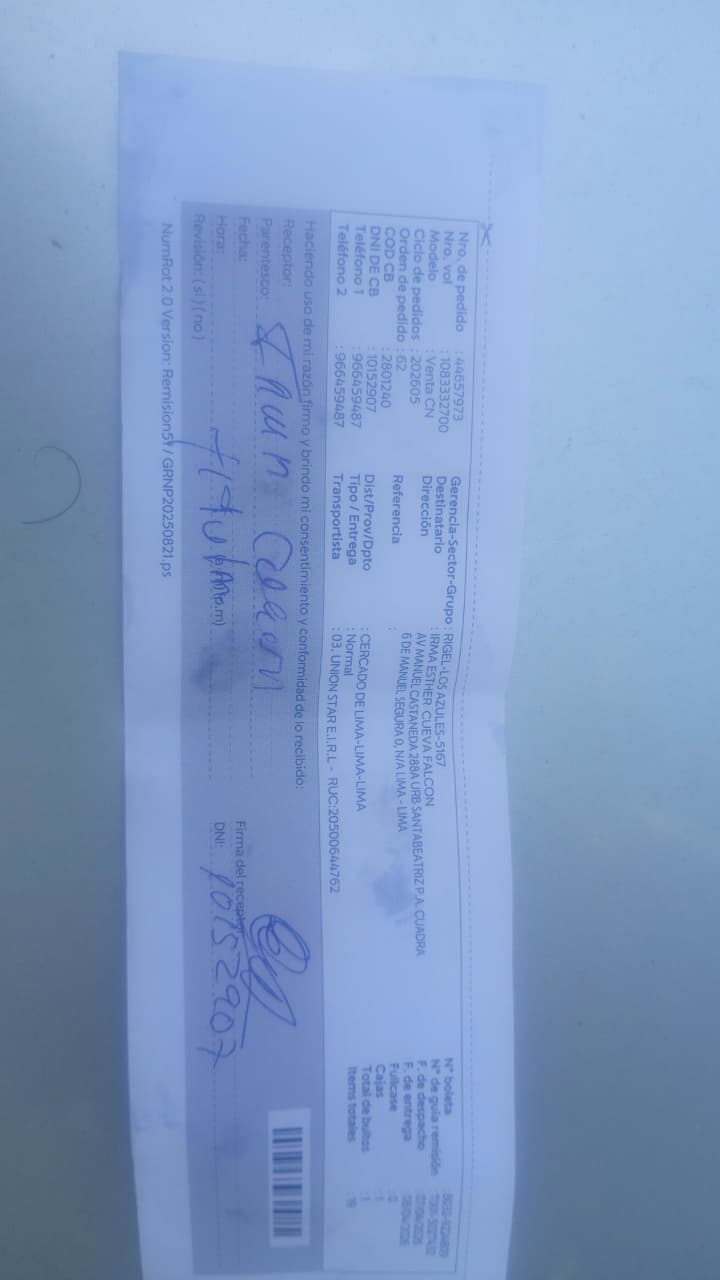 Nro. de pedido : 44657973
Nro. vol : 1083332700
Modelo : Venta CN
Ciclo de pedidos : 202605
Orden de pedido : 62
COD CB : 2801240
DNI DE CB : 10152907
Teléfono 1 : 966459487
Teléfono 2 : 966459487
Gerencia-Sector-Grupo : RIGEL-LOS AZULES-5167
Destinatario : IRMA ESTHER CUEVA FALCON
Dirección AV MANUEL CASTANEDA 288A URB SANTABEATRIZ P.A. CUADRA
6 DE MANUEL SEGURA 0, N/A LIMA - LIMA
Referencia :
Dist/Prov/Dpto : CERCADO DE LIMA-LIMA-LIMA
Tipo / Entrega : Normal
Transportista : 03. UNION STAR E.I.R.L - RUC:20500644762
N° boleta
N° de guía remisión
F. de despacho
F. de entrega
Fullcase : 0
Cajas : 1
Total de bultos : 1
Items totales
Haciendo uso de mi razón firmo y brindo mi consentimiento y conformidad de lo recibido:
Receptor:
Parentesco:
Fecha:
Hora: p.m)
Revisión: (si) (no)
Firma del receptor
DNI: 10152907
NumRot 2.0 Version: Remision5Y / GRNP20250821.ps